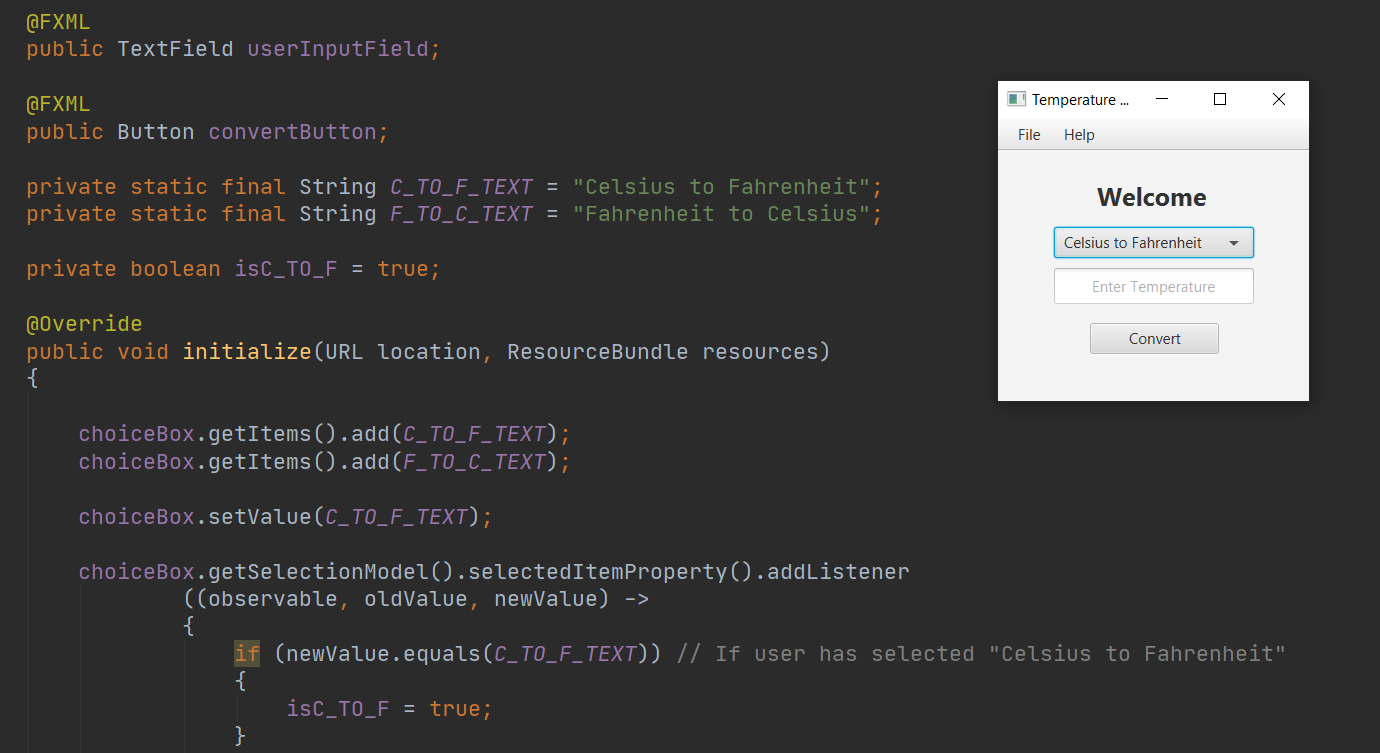 @FXML
public TextField userInputField;
@FXML
public Button convertButton;
private static final String C_TO_F_TEXT = "Celsius to Fahrenheit";
private static final String F_TO_C_TEXT = "Fahrenheit to Celsius";
private boolean isC_TO_F = true;
@Override
public void initialize(URL location, ResourceBundle resources)
{
choiceBox.getItems().add(C_TO_F_TEXT);
choiceBox.getItems().add(F_TO_C_TEXT);
choiceBox.setValue(C_TO_F_TEXT);
choiceBox.getSelectionModel().selectedItemProperty().addListener
((observable, oldValue, newValue) ->
{
if (newValue.equals(C_TO_F_TEXT)) // If user has selected "Celsius to Fahrenheit"
{
isC_TO_F = true;
}
Temperature ...
File Help
Welcome
Celsius to Fahrenheit
Enter Temperature
Convert